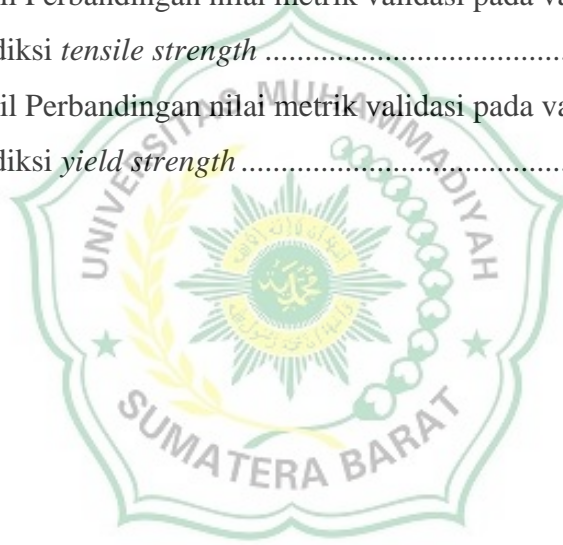 il Perbandingan nilai metrik validasi pada va
diksi tensile strength ....................................
il Perbandingan nilai metrik validasi pada va
diksi yield strength ........................................
UNIVERSITAS MUHAMMADIYAH
SUMATERA BARAT